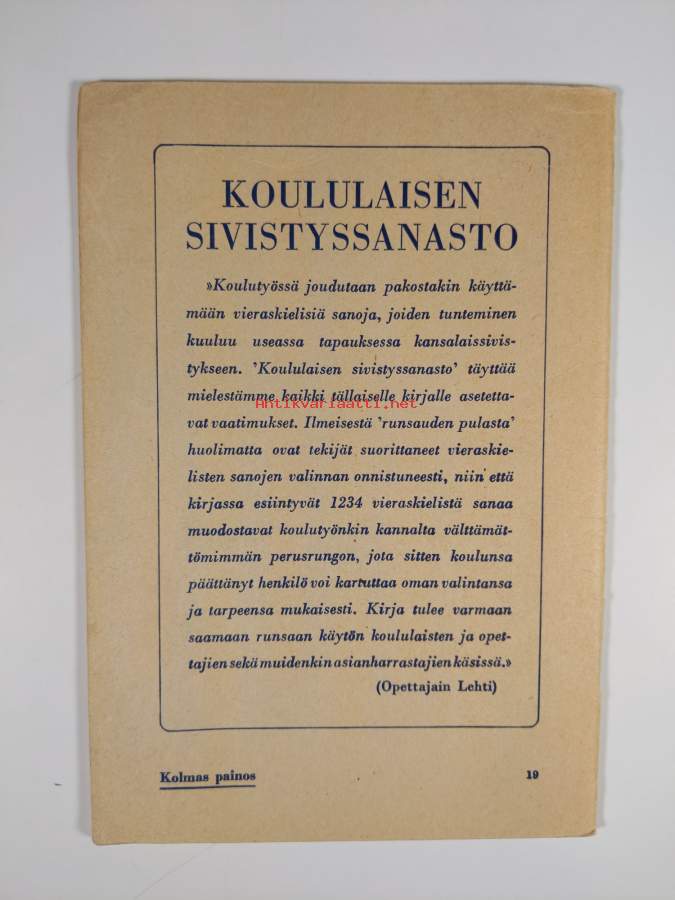 KOULULAISEN
SIVISTYSSANASTO
»Koulutyössä joudutaan pakostakin käyttä-
mään vieraskielisiä sanoja, joiden tunteminen
kuuluu useassa tapauksessa kansalaissivis-
tykseen. 'Koululaisen sivistyssanasto' täyttää
mielestämme kaikki tällaiselle kirjalle asetetta-
Antikvariaatti.net
vat vaatimukset. Ilmeisestä 'runsauden pulasta'
huolimatta ovat tekijät suorittaneet vieraskie-
listen sanojen valinnan onnistuneesti, niin että
kirjassa esiintyvät 1234 vieraskielistä sanaa
muodostavat koulutyönkin kannalta välttämät-
tömimmän perusrungon, jota sitten koulunsa
päättänyt henkilö voi kartuttaa oman valintansa
ja tarpeensa mukaisesti. Kirja tulee varmaan
saamaan runsaan käytön koululaisten ja opet-
tajien sekä muidenkin asianharrastajien käsissä.»
(Opettajain Lehti)
Kolmas painos
19